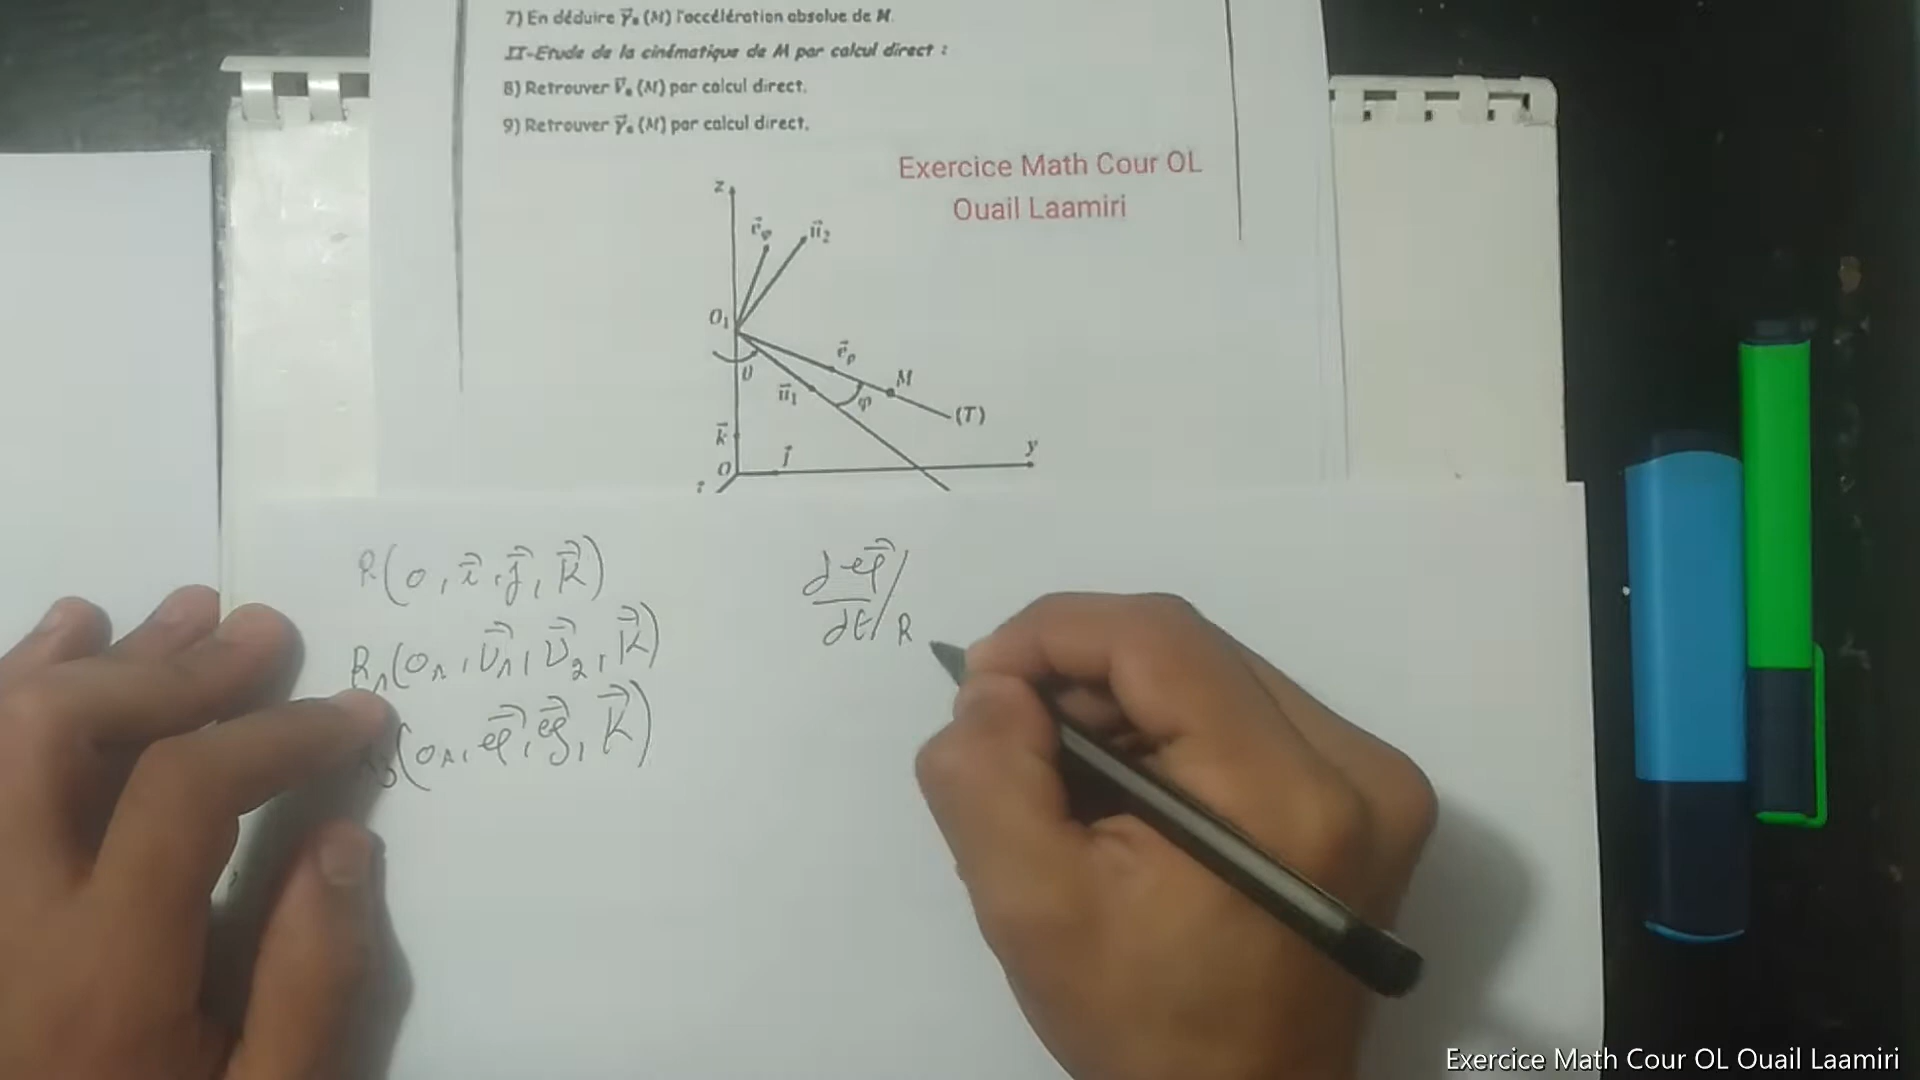 7) En déduire γ⃗ₐ (M) l'accélération absolue de M.
II-Etude de la cinématique de M par calcul direct :
8) Retrouver V⃗ₐ (M) par calcul direct.
9) Retrouver γ⃗ₐ (M) par calcul direct.
Exercice Math Cour OL
Ouail Laamiri
z
e⃗φ
u⃗₂
O₁
θ
e⃗ρ
M
u⃗₁
φ
(T)
k⃗
O
j⃗
y
R(o, i⃗, j⃗, k⃗)
R₁(o₁, U⃗₁, U⃗₂, k⃗)
(o₁, e⃗φ, e⃗ρ, k⃗)
d e⃗φ / dt /R
Exercice Math Cour OL Ouail Laamiri